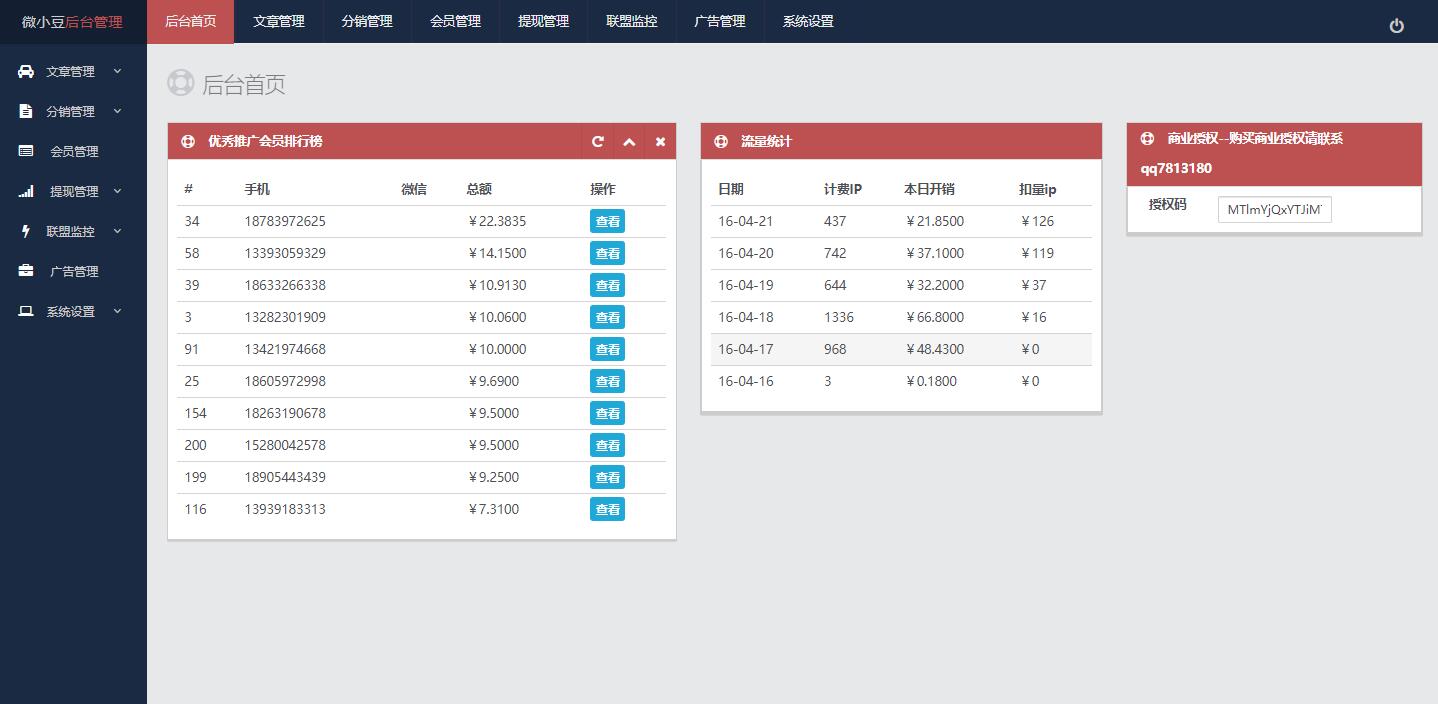 微小豆后台管理
后台首页 文章管理 分销管理 会员管理 提现管理 联盟监控 广告管理 系统设置
文章管理
分销管理
会员管理
提现管理
联盟监控
广告管理
系统设置
后台首页
优秀推广会员排行榜
# 手机 微信 总额 操作
34 18783972625 ￥22.3835 查看
58 13393059329 ￥14.1500 查看
39 18633266338 ￥10.9130 查看
3 13282301909 ￥10.0600 查看
91 13421974668 ￥10.0000 查看
25 18605972998 ￥9.6900 查看
154 18263190678 ￥9.5000 查看
200 15280042578 ￥9.5000 查看
199 18905443439 ￥9.2500 查看
116 13939183313 ￥7.3100 查看
流量统计
日期 计费IP 本日开销 扣量ip
16-04-21 437 ￥21.8500 ￥126
16-04-20 742 ￥37.1000 ￥119
16-04-19 644 ￥32.2000 ￥37
16-04-18 1336 ￥66.8000 ￥16
16-04-17 968 ￥48.4300 ￥0
16-04-16 3 ￥0.1800 ￥0
商业授权--购买商业授权请联系
qq7813180
授权码 MTlmYjQxYTJiM